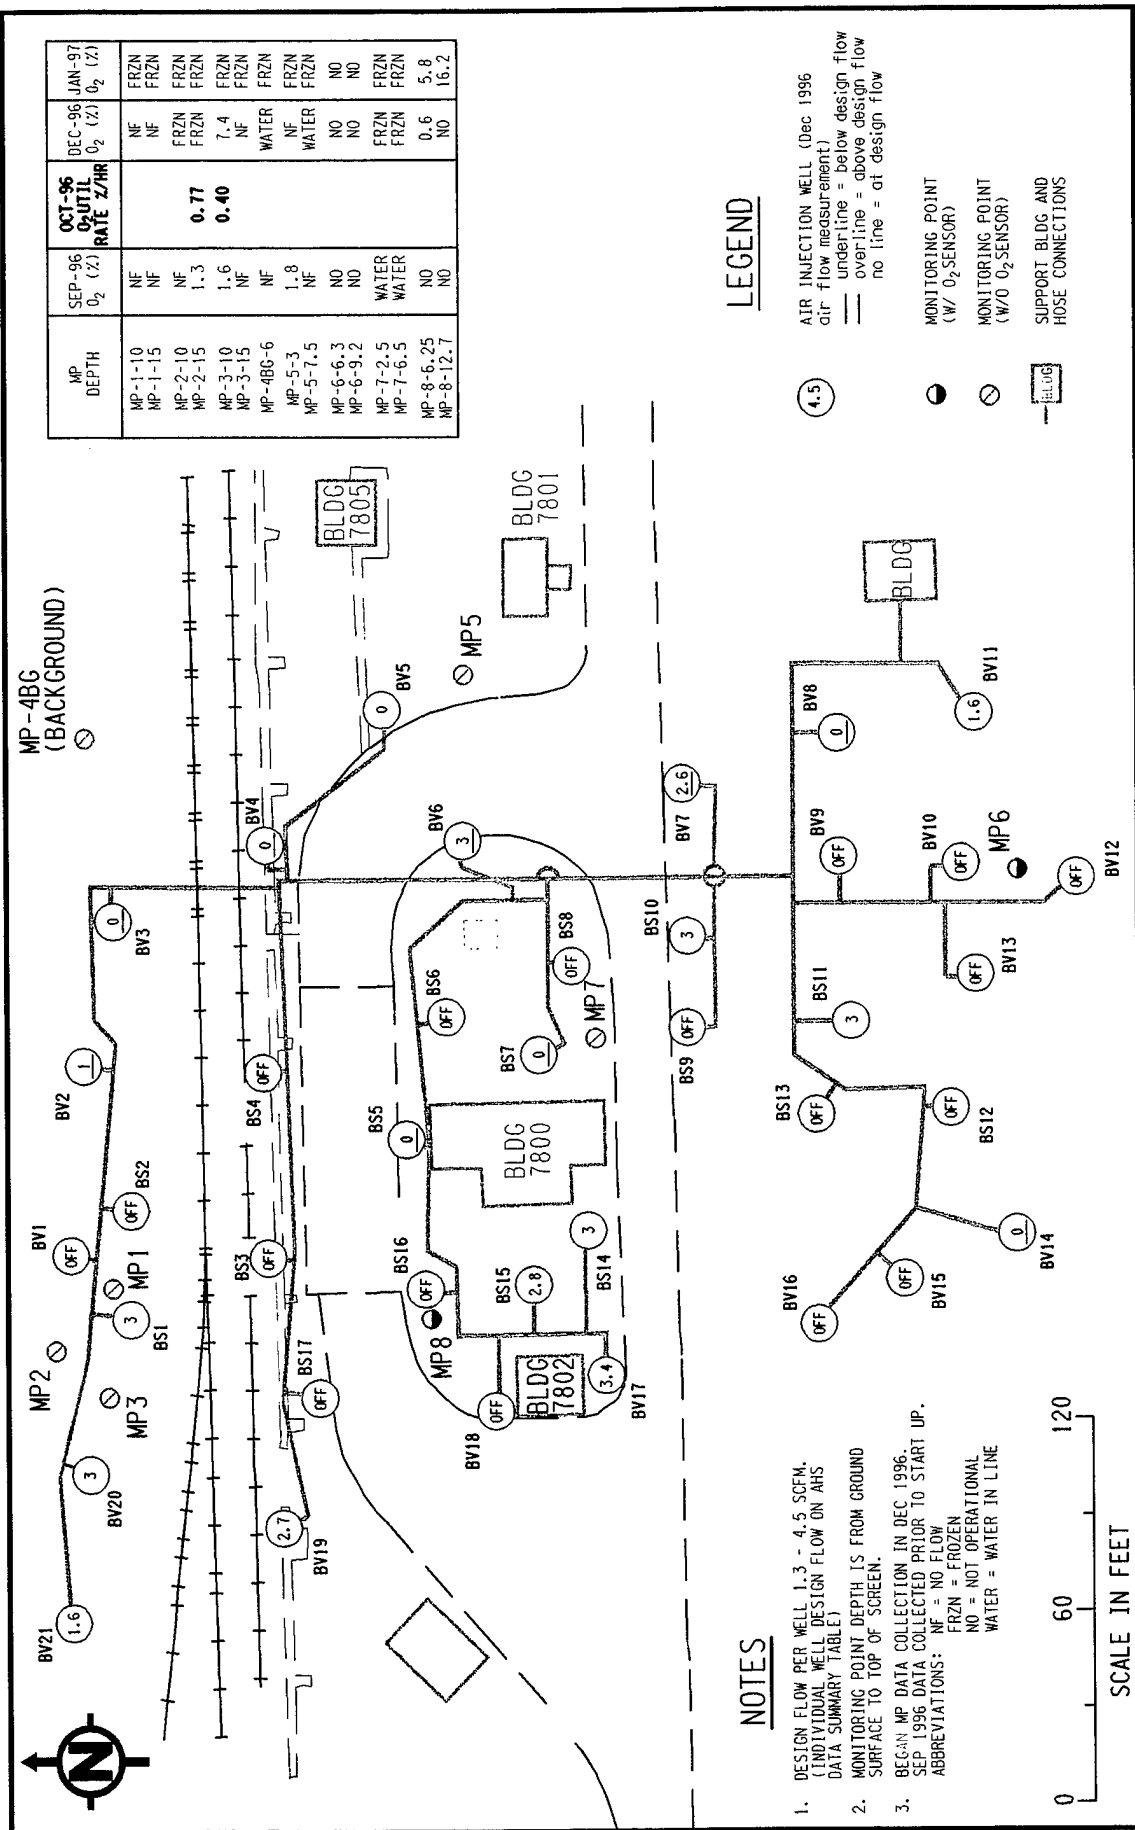 N
MP-4BG
(BACKGROUND)
MP DEPTH | SEP-96 O₂ (%) | OCT-96 O₂UTIL RATE %/HR | DEC-96 O₂ (%) | JAN-97 O₂ (%)
MP-1-10 | NF | | NF | FRZN
MP-1-15 | NF | | NF | FRZN
MP-2-10 | NF | | FRZN | FRZN
MP-2-15 | 1.3 | 0.77 | FRZN | FRZN
MP-3-10 | 1.6 | 0.40 | 7.4 | FRZN
MP-3-15 | NF | | NF | FRZN
MP-4BG-6 | NF | | WATER | FRZN
MP-5-3 | 1.8 | | NF | FRZN
MP-5-7.5 | NF | | WATER | FRZN
MP-6-6.3 | NO | | NO | NO
MP-6-9.2 | NO | | NO | NO
MP-7-2.5 | WATER | | FRZN | FRZN
MP-7-6.5 | WATER | | FRZN | FRZN
MP-8-6.25 | NO | | 0.6 | 5.8
MP-8-12.7 | NO | | NO | 16.2
BV21
1.6
BV20
3
MP2
MP3
MP1
BS1
3
BV1
OFF
BS2
OFF
BV2
1
BV3
0
BV4
0
BV5
0
MP5
BLDG
7805
BLDG
7801
BV19
2.7
BS17
OFF
BS3
OFF
BS4
OFF
BS5
0
BS6
OFF
BV6
3
BS16
OFF
MP8
BV18
OFF
BLDG
7802
BS15
2.8
BS14
3
BV17
3.4
BLDG
7800
BS7
0
BS8
OFF
MP7
BS9
OFF
BS10
3
BV7
2.6
BV8
0
BLDG
BV11
1.6
BV9
OFF
BV10
OFF
MP6
BV12
OFF
BV13
OFF
BS11
3
BS13
OFF
BS12
OFF
BV14
0
BV15
OFF
BV16
OFF
NOTES
1. DESIGN FLOW PER WELL 1.3 - 4.5 SCFM.
(INDIVIDUAL WELL DESIGN FLOW ON AHS
DATA SUMMARY TABLE)
2. MONITORING POINT DEPTH IS FROM GROUND
SURFACE TO TOP OF SCREEN.
3. BEGAN MP DATA COLLECTION IN DEC 1996.
SEP 1996 DATA COLLECTED PRIOR TO START UP.
ABBREVIATIONS: NF = NO FLOW
FRZN = FROZEN
NO = NOT OPERATIONAL
WATER = WATER IN LINE
0 60 120
SCALE IN FEET
LEGEND
4.5
AIR INJECTION WELL (Dec 1996
air flow measurement)
underline = below design flow
overline = above design flow
no line = at design flow
MONITORING POINT
(W/ O₂ SENSOR)
MONITORING POINT
(W/O O₂ SENSOR)
BLDG
SUPPORT BLDG AND
HOSE CONNECTIONS